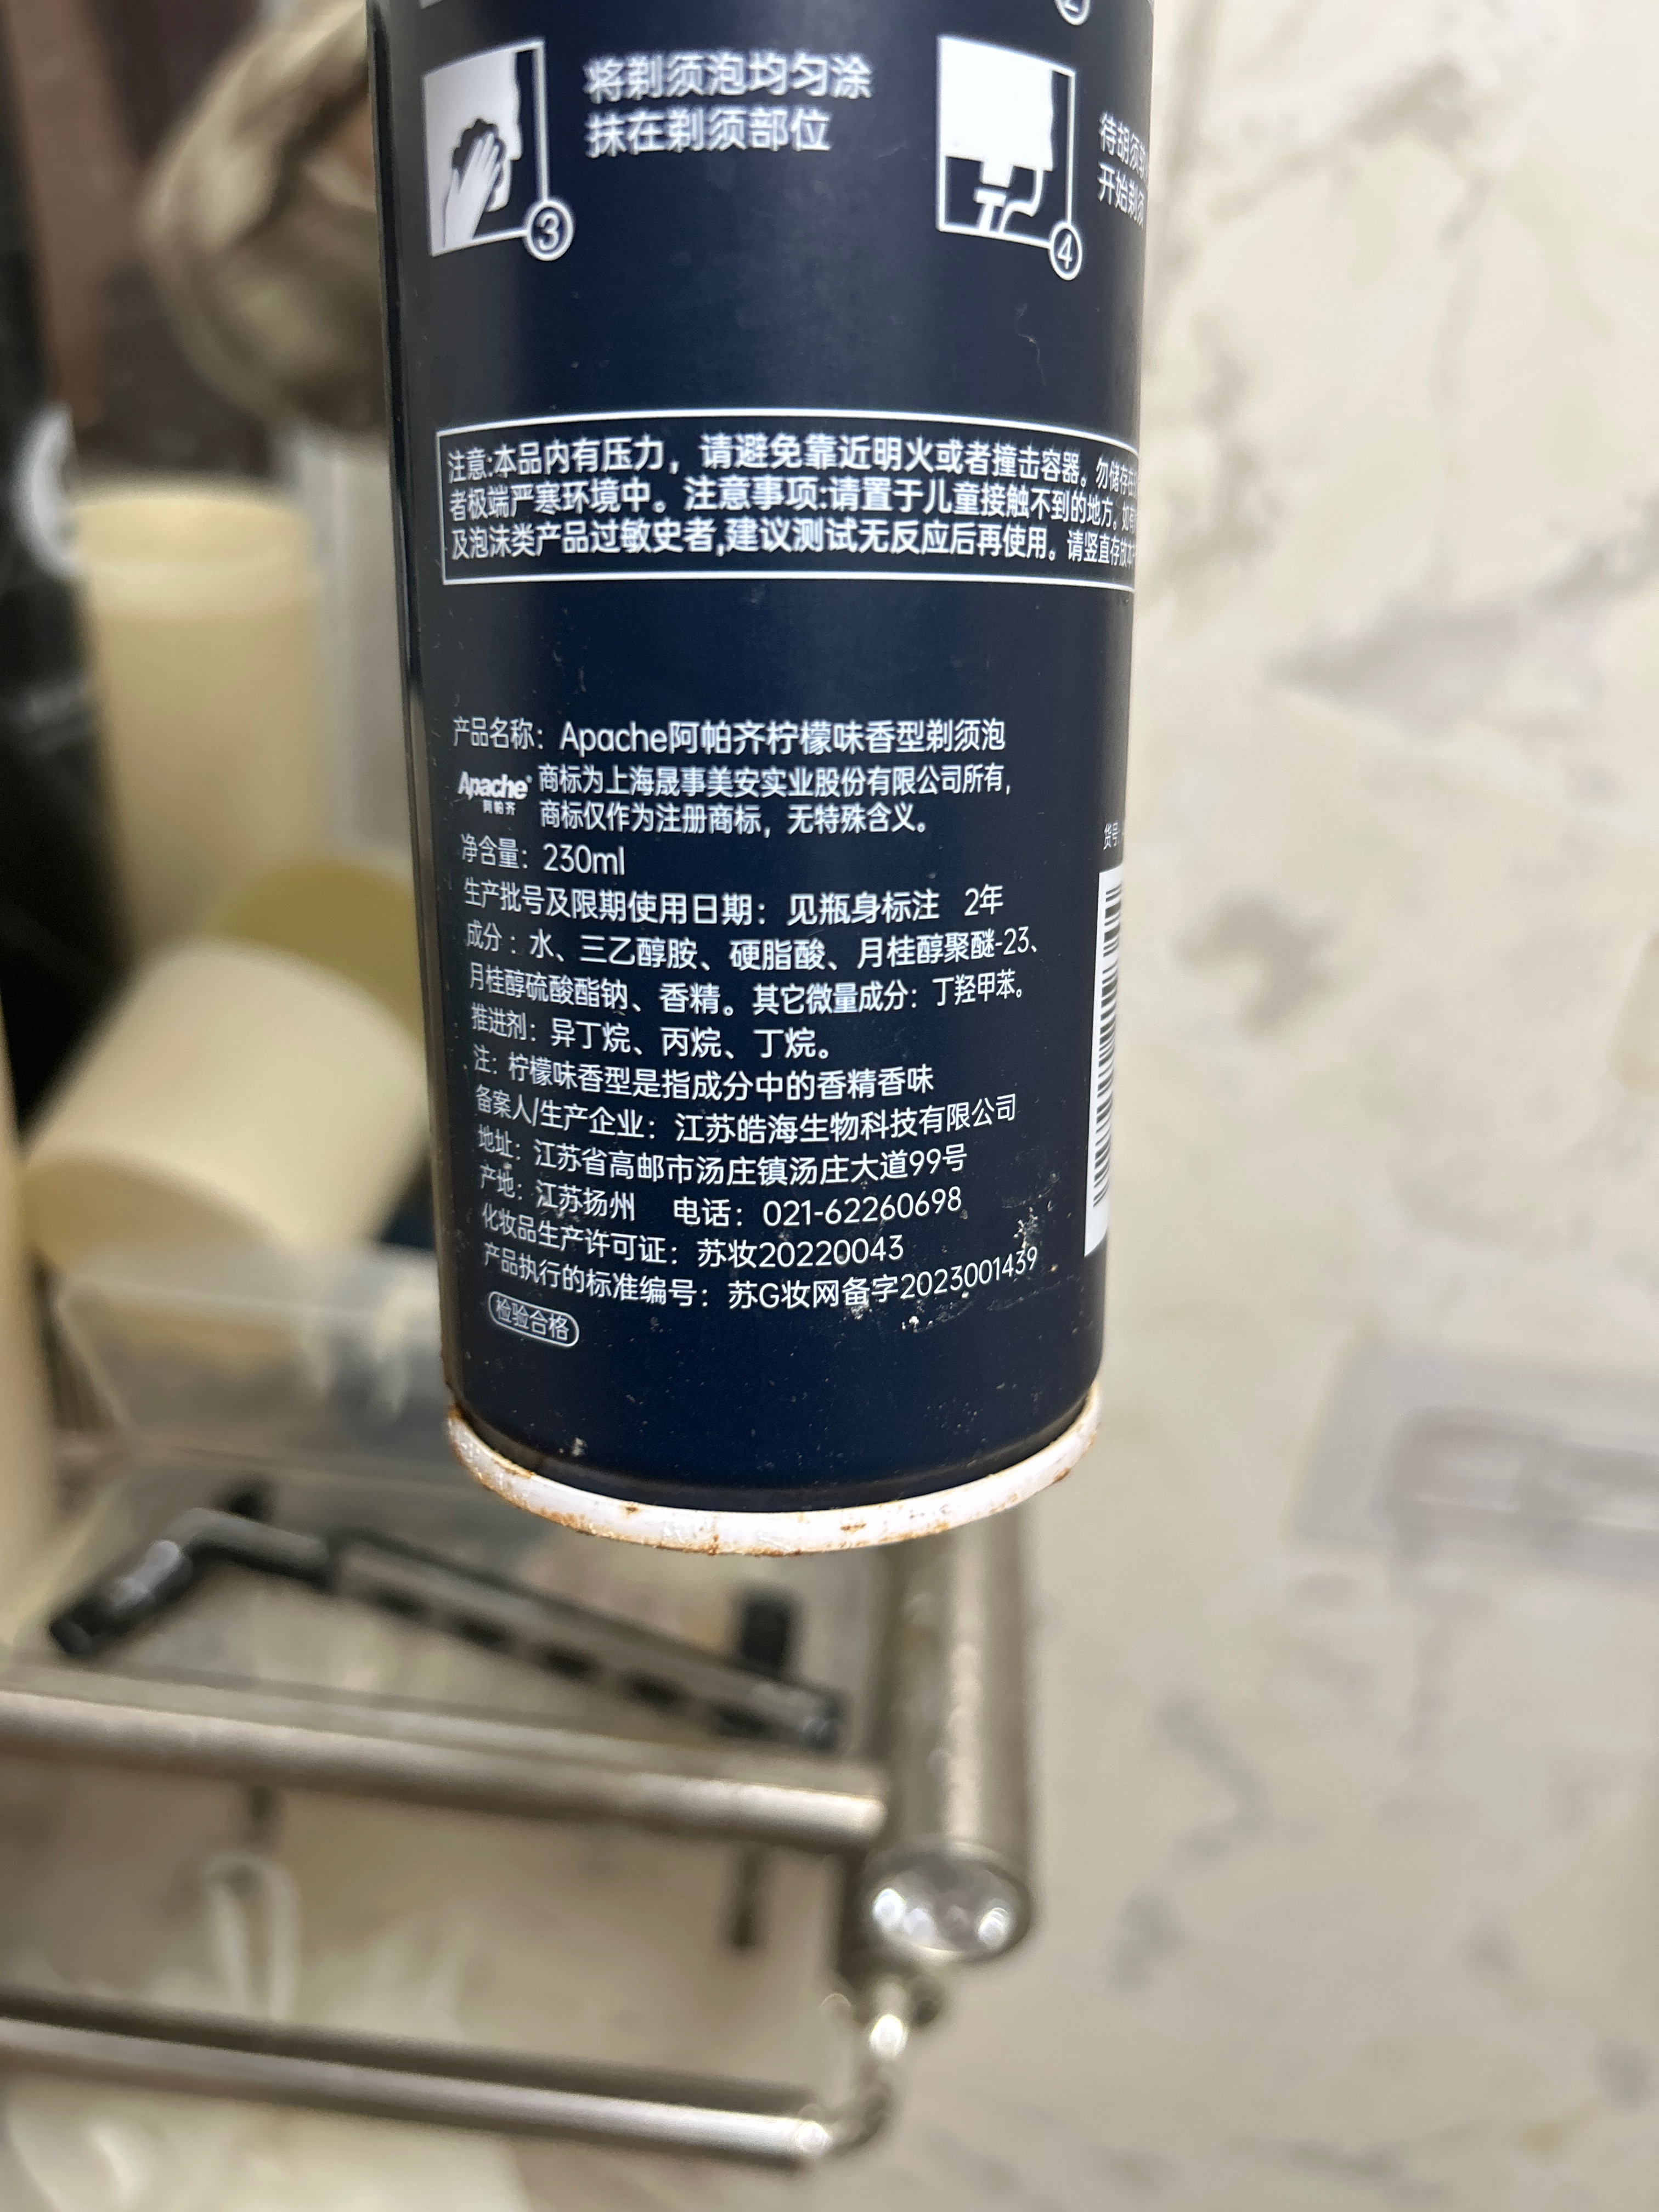 将剃须泡均匀涂
抹在剃须部位
③
待胡须软
开始剃须
④
注意:本品内有压力，请避免靠近明火或者撞击容器。勿储存在
者极端严寒环境中。注意事项:请置于儿童接触不到的地方。如有
及泡沫类产品过敏史者,建议测试无反应后再使用。请竖直存放本
产品名称：Apache阿帕齐柠檬味香型剃须泡
Apache 阿帕齐 商标为上海晟事美安实业股份有限公司所有，
商标仅作为注册商标，无特殊含义。
净含量：230ml
生产批号及限期使用日期：见瓶身标注 2年
成分：水、三乙醇胺、硬脂酸、月桂醇聚醚-23、
月桂醇硫酸酯钠、香精。其它微量成分：丁羟甲苯。
推进剂：异丁烷、丙烷、丁烷。
注：柠檬味香型是指成分中的香精香味
备案人/生产企业：江苏皓海生物科技有限公司
地址：江苏省高邮市汤庄镇汤庄大道99号
产地：江苏扬州 电话：021-62260698
化妆品生产许可证：苏妆20220043
产品执行的标准编号：苏G妆网备字2023001439
检验合格
货号